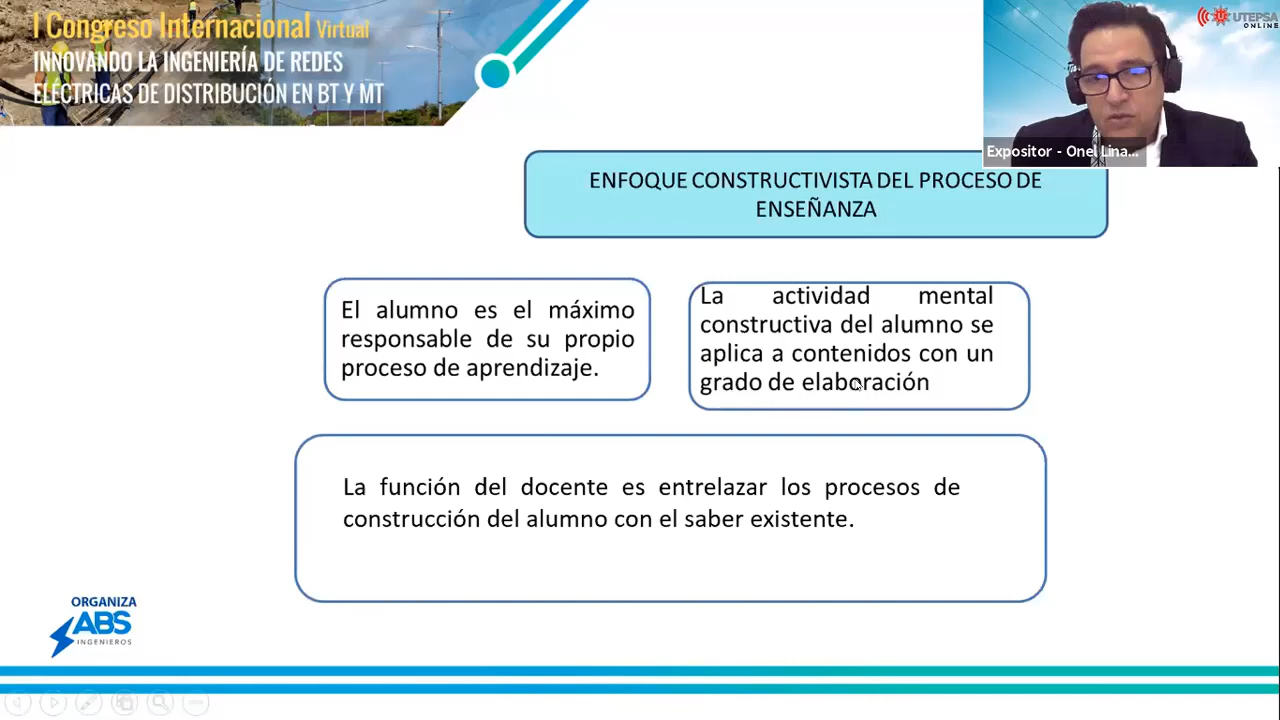 I Congreso Internacional Virtual
INNOVANDO LA INGENIERÍA DE REDES
ELÉCTRICAS DE DISTRIBUCIÓN EN BT Y MT
UTEPSA
ONLINE
Expositor - Onel Lina...
ENFOQUE CONSTRUCTIVISTA DEL PROCESO DE
ENSEÑANZA
El alumno es el máximo
responsable de su propio
proceso de aprendizaje.
La actividad mental
constructiva del alumno se
aplica a contenidos con un
grado de elaboración
La función del docente es entrelazar los procesos de
construcción del alumno con el saber existente.
ORGANIZA
ABS
INGENIEROS